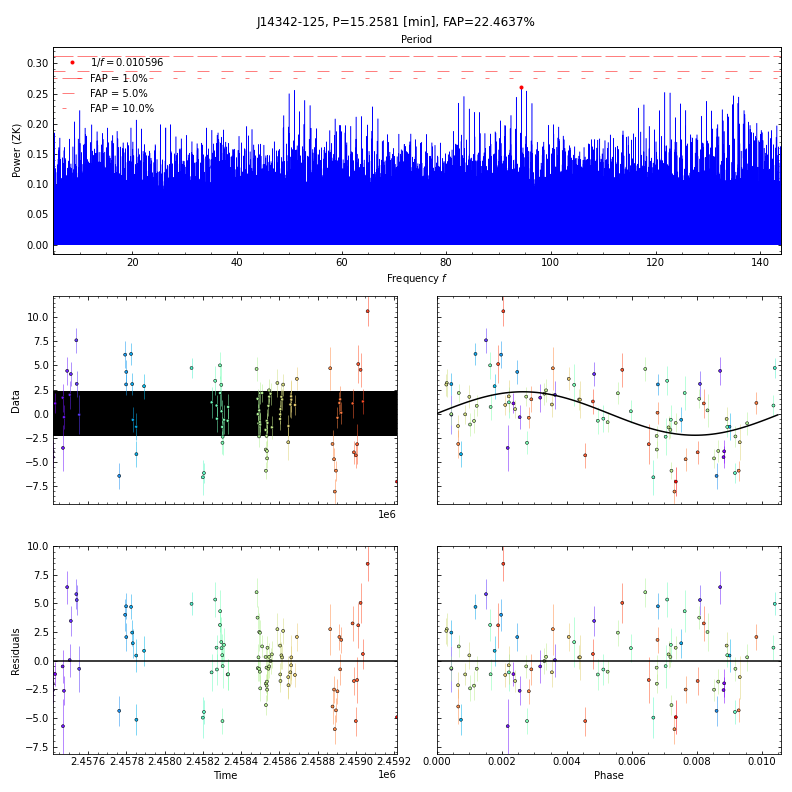 J14342-125, P=15.2581 [min], FAP=22.4637%
Period
0.30
0.25
0.20
0.15
0.10
0.05
0.00
Power (ZK)
1/f = 0.010596
FAP = 1.0%
FAP = 5.0%
FAP = 10.0%
20 40 60 80 100 120 140
Frequency f
10.0
7.5
5.0
2.5
0.0
−2.5
−5.0
−7.5
Data
1e6
10.0
7.5
5.0
2.5
0.0
−2.5
−5.0
−7.5
Residuals
2.4576 2.4578 2.4580 2.4582 2.4584 2.4586 2.4588 2.4590 2.4592
Time
1e6
0.000 0.002 0.004 0.006 0.008 0.010
Phase